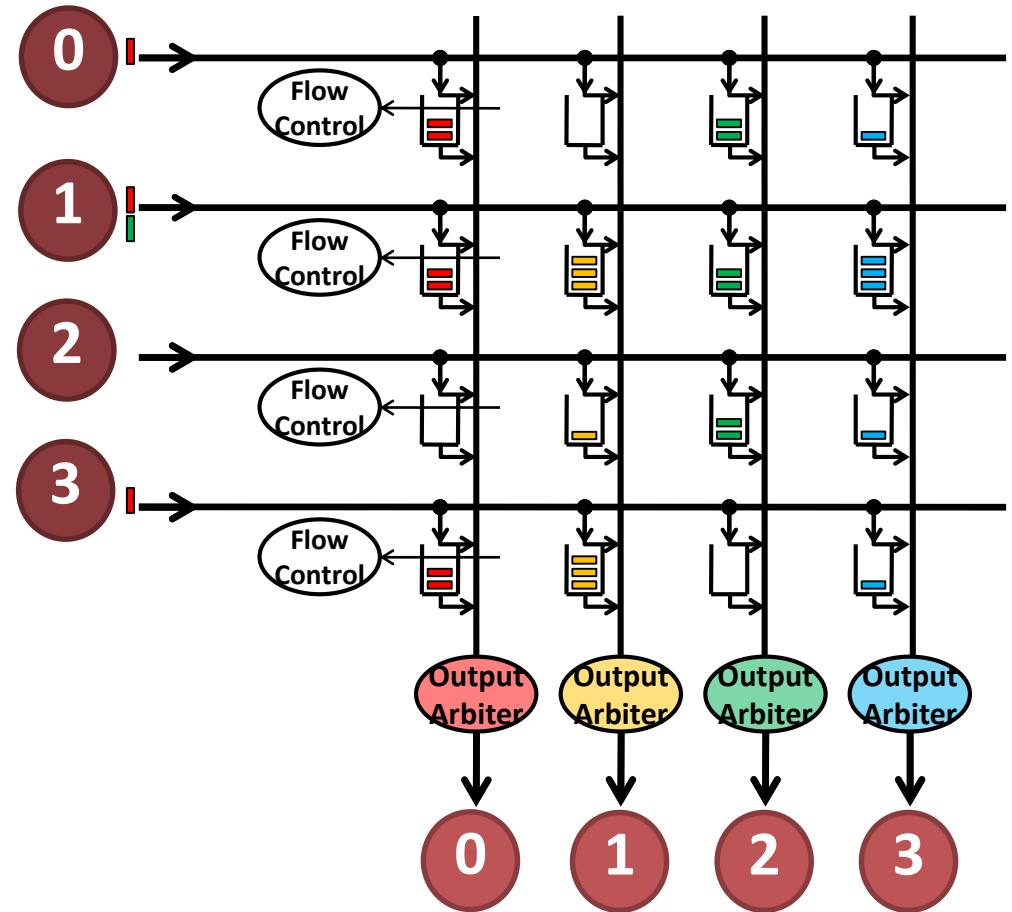 0
Flow
Control
1
Flow
Control
2
Flow
Control
3
Flow
Control
Output
Arbiter
Output
Arbiter
Output
Arbiter
Output
Arbiter
0
1
2
3